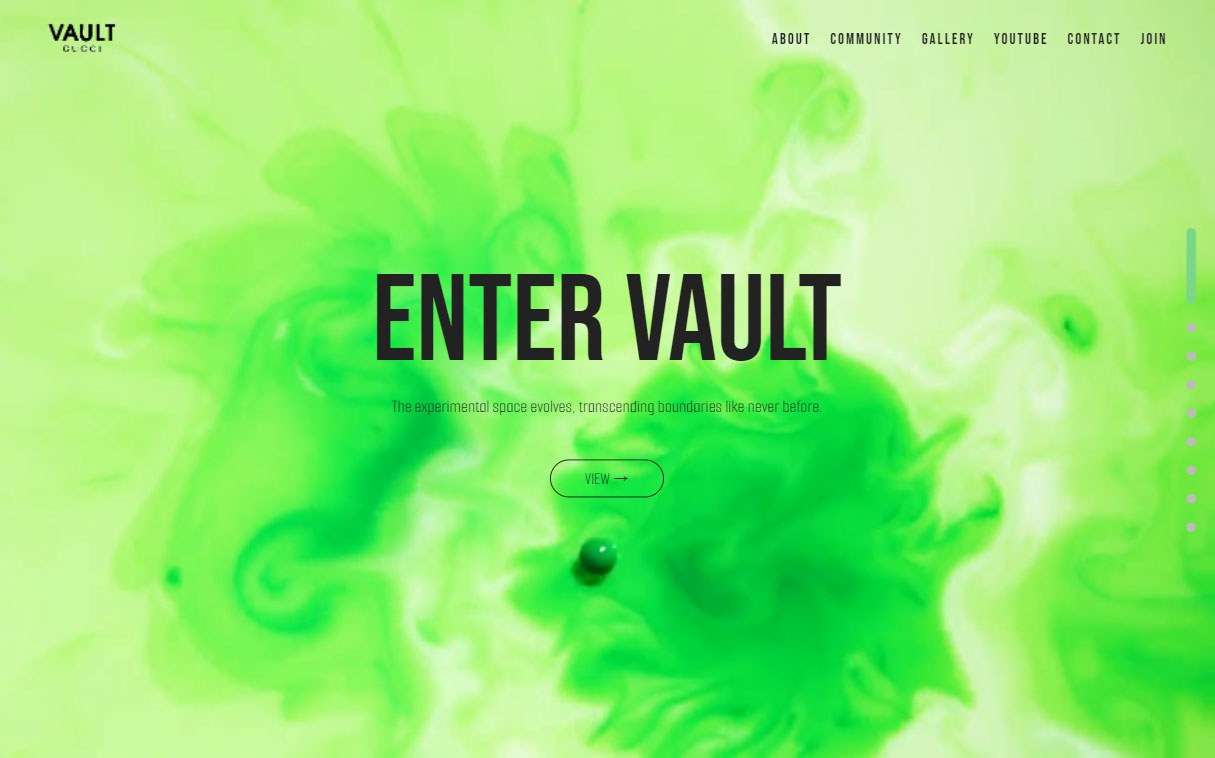 VAULT
GUCCI
ABOUT COMMUNITY GALLERY YOUTUBE CONTACT JOIN
ENTER VAULT
The experimental space evolves, transcending boundaries like never before.
VIEW →